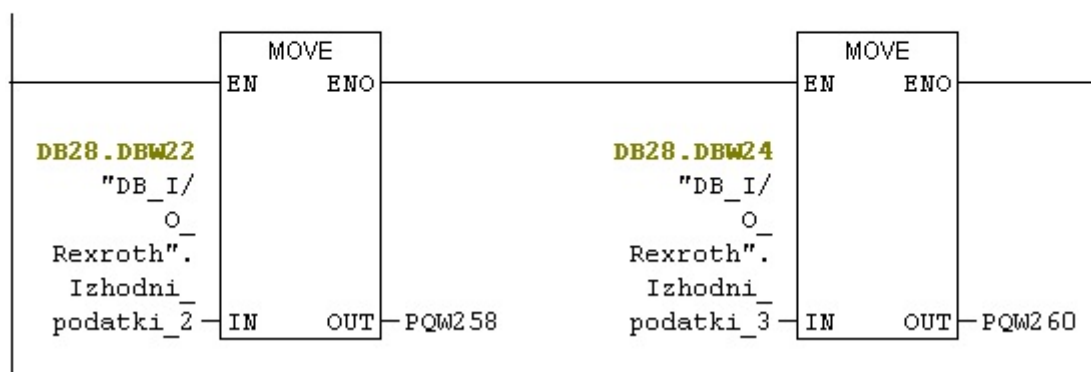 MOVE
EN ENO
DB28.DBW22
"DB_I/
O_
Rexroth".
Izhodni_
podatki_2 IN OUT PQW258
MOVE
EN ENO
DB28.DBW24
"DB_I/
O_
Rexroth".
Izhodni_
podatki_3 IN OUT PQW260